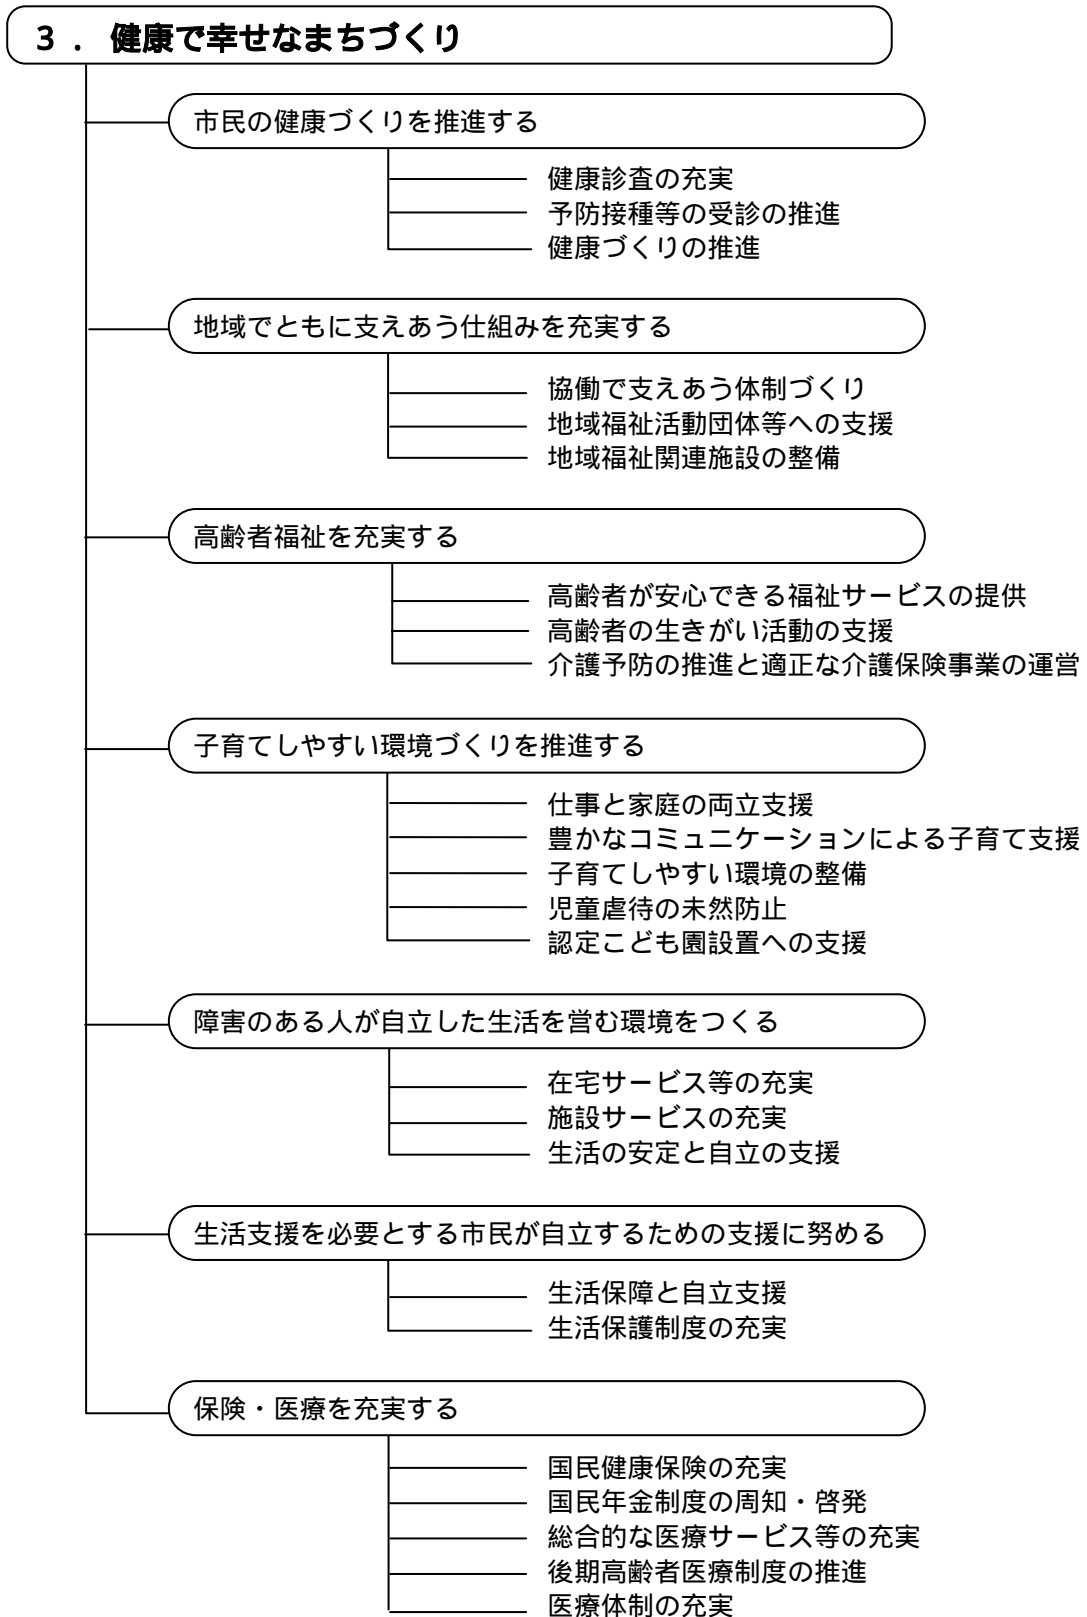 ３． 健康で幸せなまちづくり
市民の健康づくりを推進する
健康診査の充実
予防接種等の受診の推進
健康づくりの推進
地域でともに支えあう仕組みを充実する
協働で支えあう体制づくり
地域福祉活動団体等への支援
地域福祉関連施設の整備
高齢者福祉を充実する
高齢者が安心できる福祉サービスの提供
高齢者の生きがい活動の支援
介護予防の推進と適正な介護保険事業の運営
子育てしやすい環境づくりを推進する
仕事と家庭の両立支援
豊かなコミュニケーションによる子育て支援
子育てしやすい環境の整備
児童虐待の未然防止
認定こども園設置への支援
障害のある人が自立した生活を営む環境をつくる
在宅サービス等の充実
施設サービスの充実
生活の安定と自立の支援
生活支援を必要とする市民が自立するための支援に努める
生活保障と自立支援
生活保護制度の充実
保険・医療を充実する
国民健康保険の充実
国民年金制度の周知・啓発
総合的な医療サービス等の充実
後期高齢者医療制度の推進
医療体制の充実